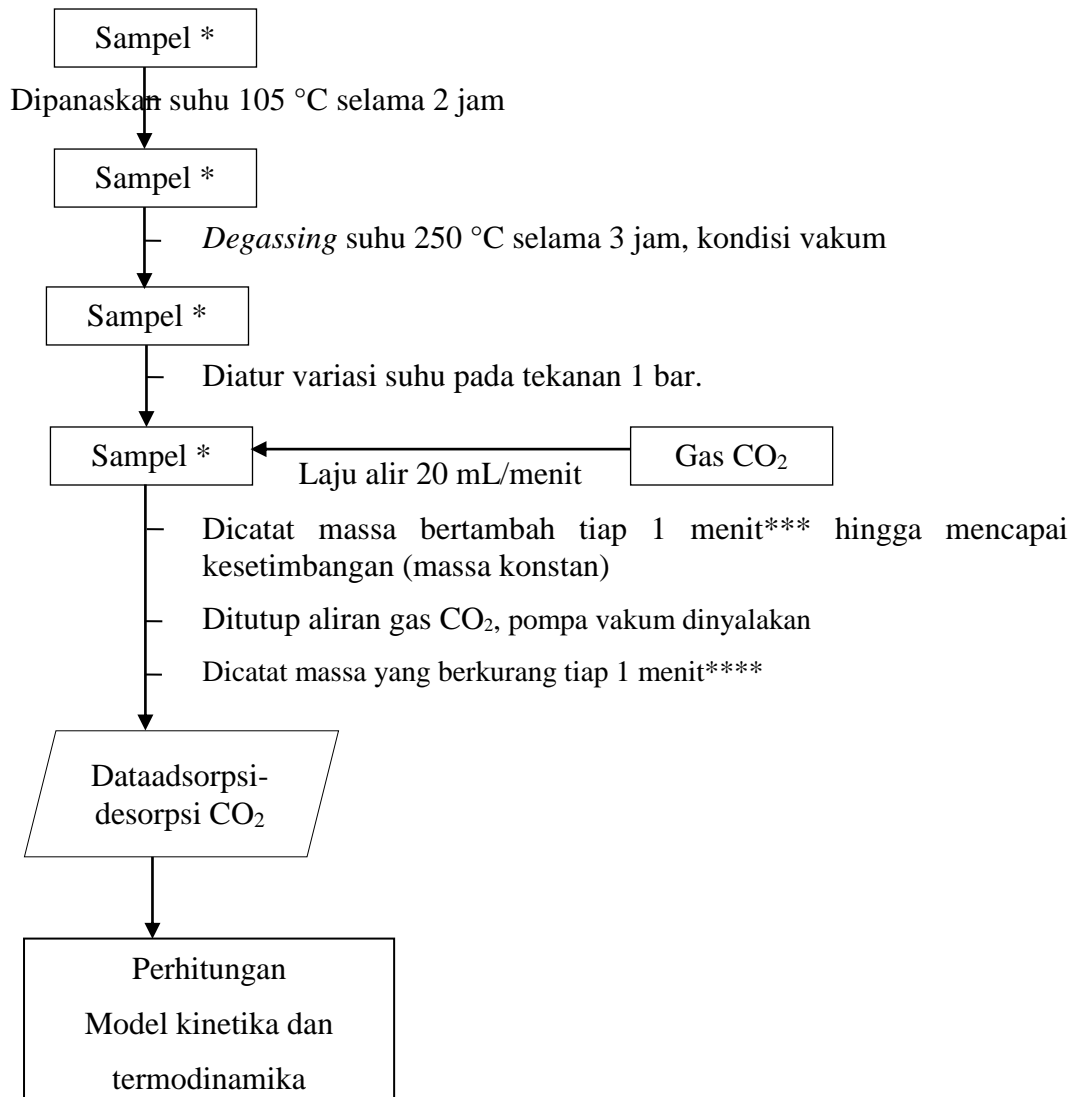 Sampel *
Dipanaskan suhu 105 °C selama 2 jam
Sampel *
Degassing suhu 250 °C selama 3 jam, kondisi vakum
Sampel *
Diatur variasi suhu pada tekanan 1 bar.
Sampel *
Gas CO₂
Laju alir 20 mL/menit
Dicatat massa bertambah tiap 1 menit*** hingga mencapai
kesetimbangan (massa konstan)
Ditutup aliran gas CO₂, pompa vakum dinyalakan
Dicatat massa yang berkurang tiap 1 menit****
Dataadsorpsi-
desorpsi CO₂
Perhitungan
Model kinetika dan
termodinamika